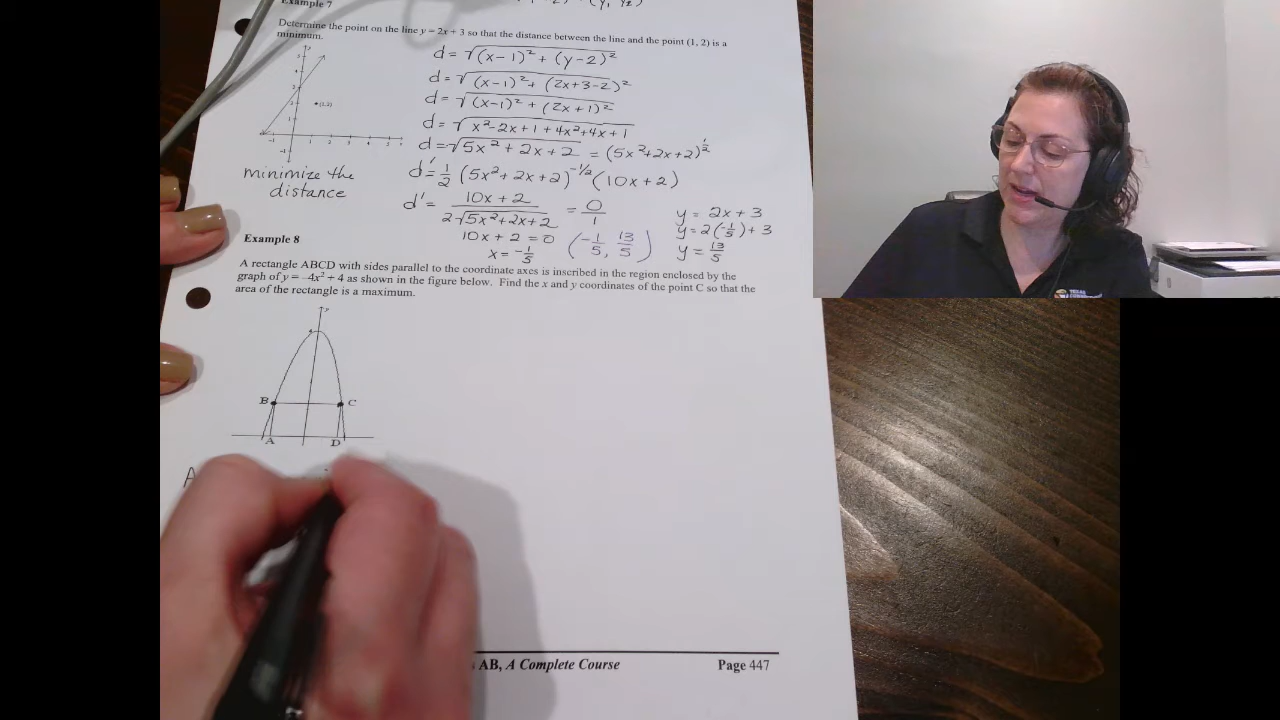 Example 7
Determine the point on the line y = 2x + 3 so that the distance between the line and the point (1, 2) is a
minimum.
d = √(x-1)² + (y-2)²
d = √(x-1)² + (2x+3-2)²
d = √(x-1)² + (2x+1)²
d = √x²-2x+1+4x²+4x+1
d = √5x²+2x+2 = (5x²+2x+2)^½
(1,2)
minimize the
distance
d' = 1/2 (5x²+2x+2)^-1/2 (10x+2)
d' = 10x+2 / 2√5x²+2x+2 = 0/1
10x+2 = 0
x = -1/5
(-1/5, 13/5)
y = 2x+3
y = 2(-1/5)+3
y = 13/5
Example 8
A rectangle ABCD with sides parallel to the coordinate axes is inscribed in the region enclosed by the
graph of y = -4x² + 4 as shown in the figure below. Find the x and y coordinates of the point C so that the
area of the rectangle is a maximum.
y
4
B C
A D
A
AB, A Complete Course
Page 447
TEXAS